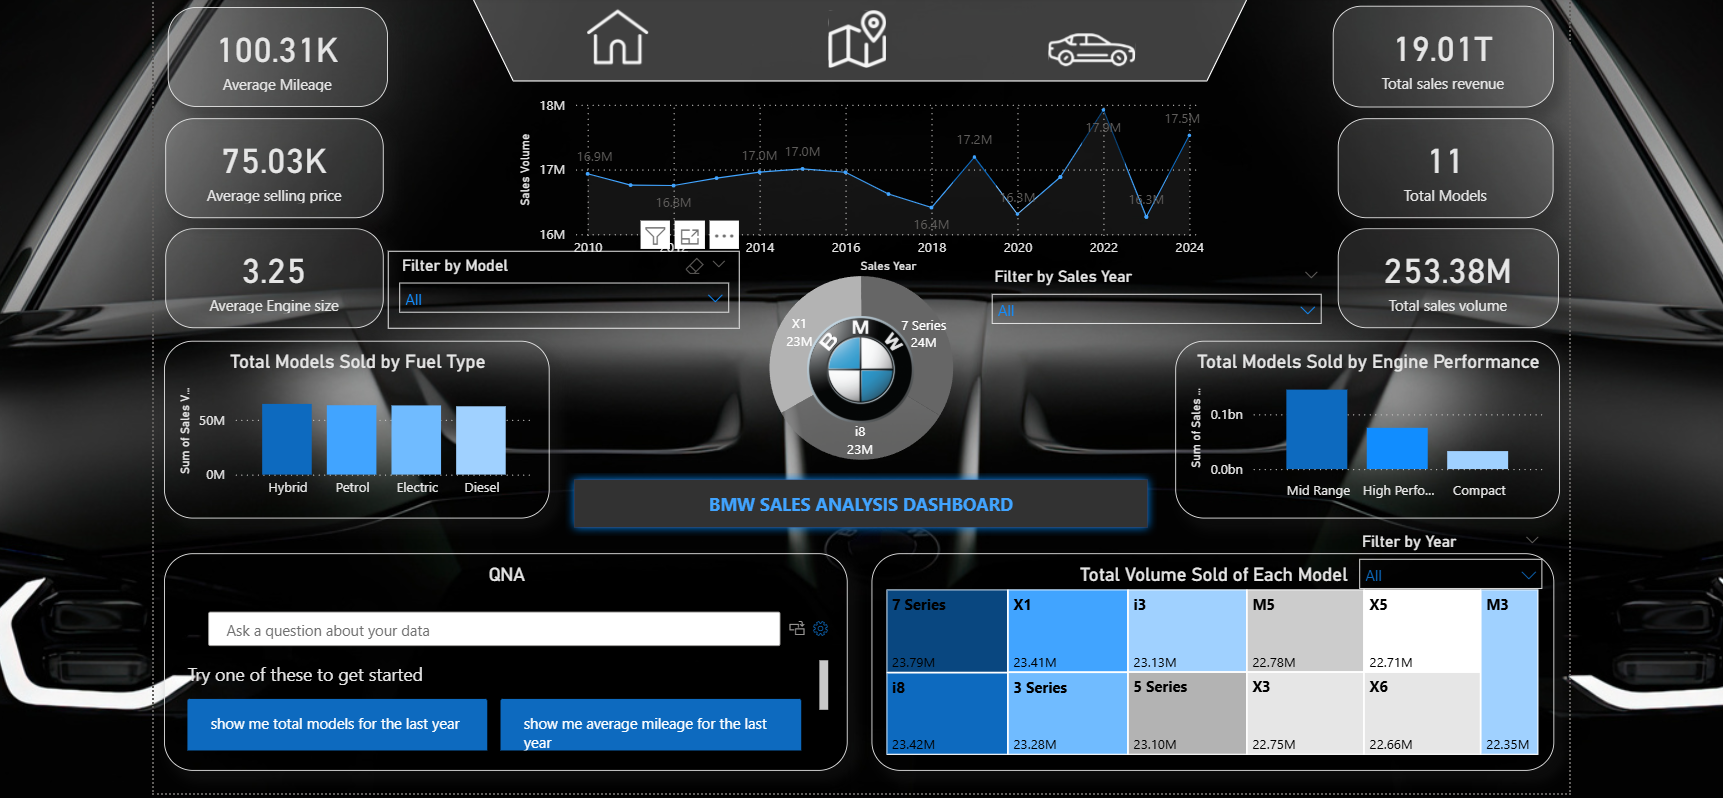 100.31K
Average Mileage
75.03K
Average selling price
3.25
Average Engine size
19.01T
Total sales revenue
11
Total Models
253.38M
Total sales volume
Sales Volume
18M
17M
16M
16.9M
16.8M
17.0M
17.0M
16.4M
17.2M
16.3M
17.9M
16.3M
17.5M
2010
2012
2014
2016
2018
2020
2022
2024
Sales Year
Filter by Model
All
Filter by Sales Year
All
X1
23M
7 Series
24M
i8
23M
B M W
Total Models Sold by Fuel Type
Sum of Sales V...
50M
0M
Hybrid
Petrol
Electric
Diesel
Total Models Sold by Engine Performance
Sum of Sales ...
0.1bn
0.0bn
Mid Range
High Perfo...
Compact
BMW SALES ANALYSIS DASHBOARD
QNA
Ask a question about your data
Try one of these to get started
show me total models for the last year
show me average mileage for the last
year
Filter by Year
All
Total Volume Sold of Each Model
7 Series
23.79M
X1
23.41M
i3
23.13M
M5
22.78M
X5
22.71M
M3
22.35M
i8
23.42M
3 Series
23.28M
5 Series
23.10M
X3
22.75M
X6
22.66M